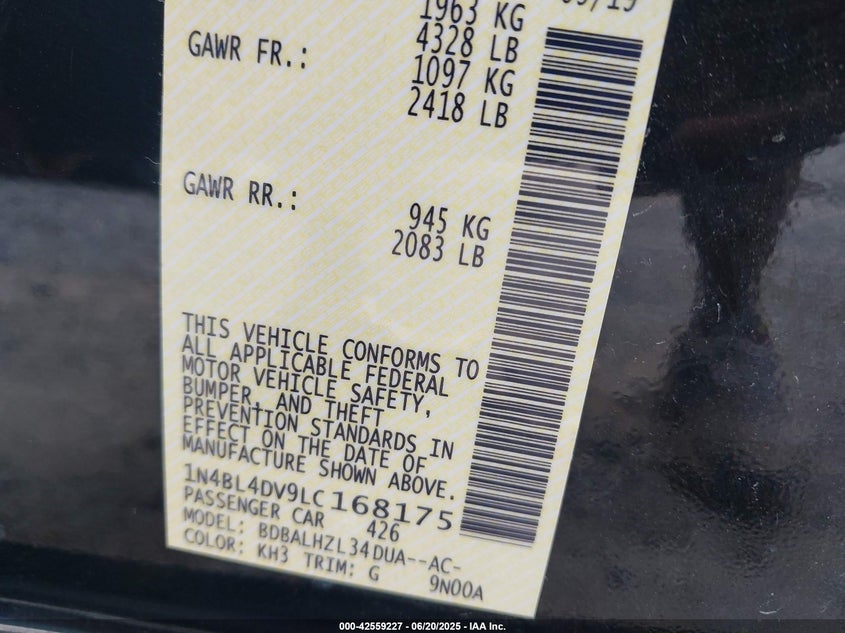 09/19
1963 KG
4328 LB
GAWR FR.:
1097 KG
2418 LB
GAWR RR.:
945 KG
2083 LB
THIS VEHICLE CONFORMS TO
ALL APPLICABLE FEDERAL
MOTOR VEHICLE SAFETY,
BUMPER, AND THEFT
PREVENTION STANDARDS IN
EFFECT ON THE DATE OF
MANUFACTURE SHOWN ABOVE.
1N4BL4DV9LC168175
PASSENGER CAR 426
MODEL: BDBALHZL34DUA--AC-
COLOR: KH3 TRIM: G 9N00A
000-42559227 - 06/20/2025 - IAA Inc.